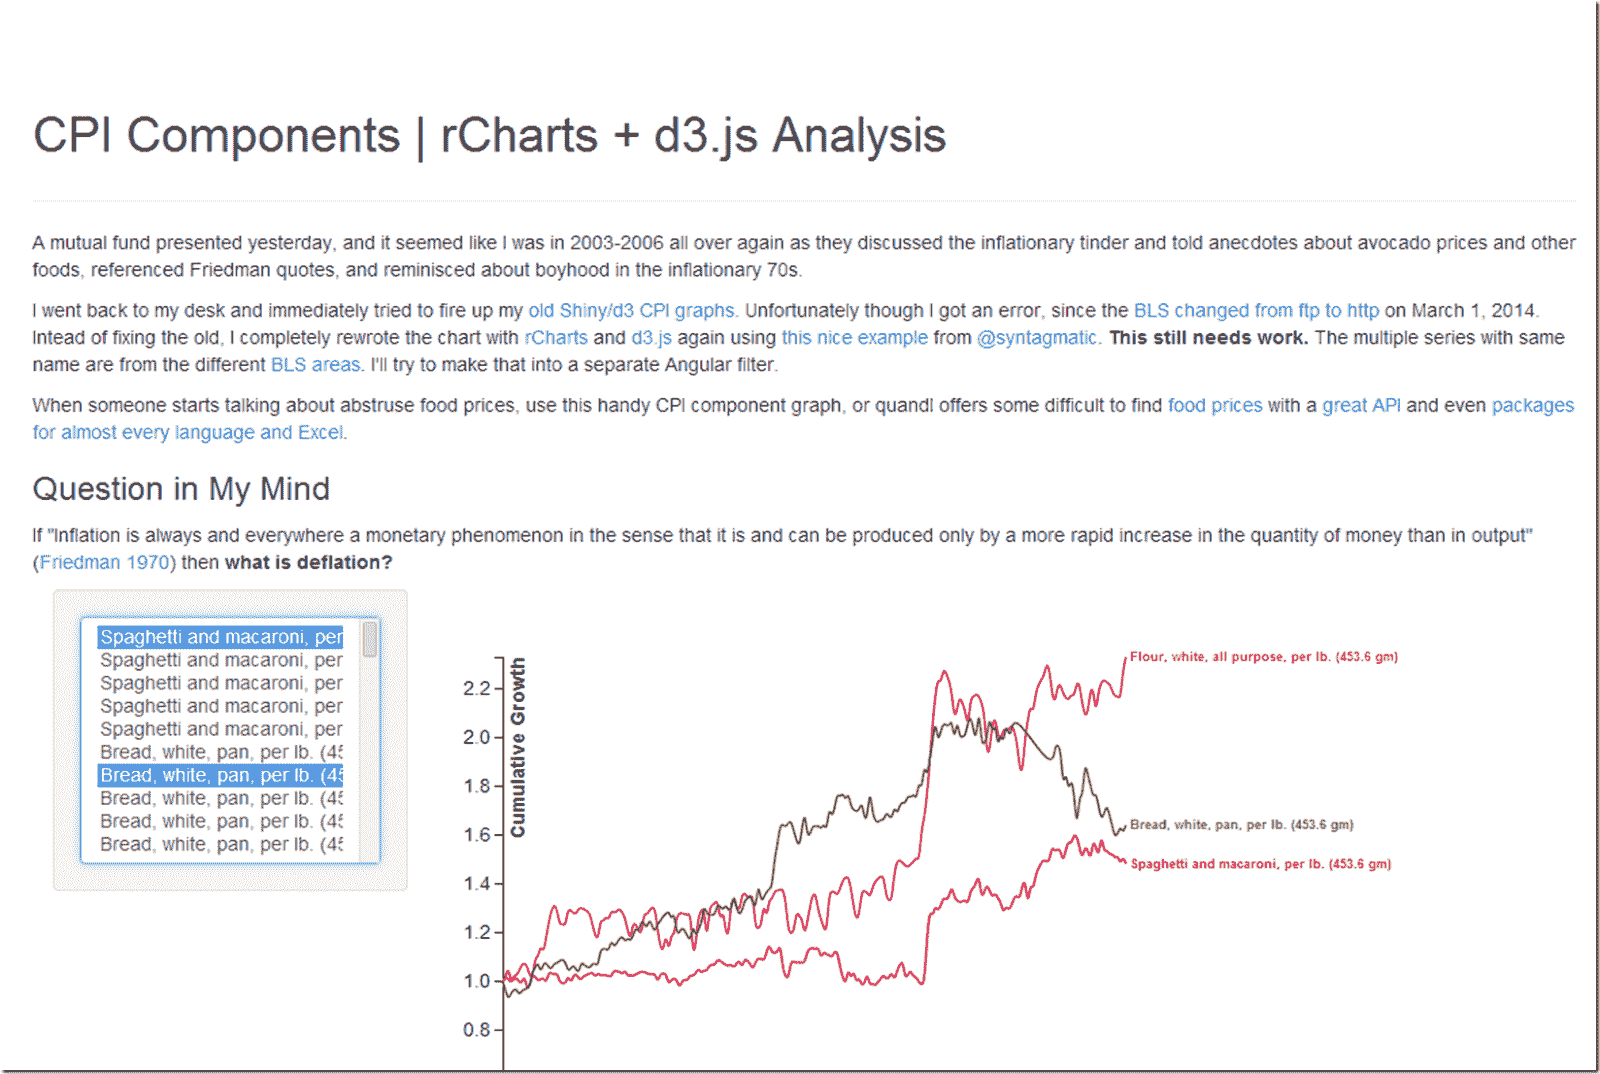 CPI Components | rCharts + d3.js Analysis
A mutual fund presented yesterday, and it seemed like I was in 2003-2006 all over again as they discussed the inflationary tinder and told anecdotes about avocado prices and other
foods, referenced Friedman quotes, and reminisced about boyhood in the inflationary 70s.
I went back to my desk and immediately tried to fire up my old Shiny/d3 CPI graphs. Unfortunately though I got an error, since the BLS changed from ftp to http on March 1, 2014.
Intead of fixing the old, I completely rewrote the chart with rCharts and d3.js again using this nice example from @syntagmatic. This still needs work. The multiple series with same
name are from the different BLS areas. I'll try to make that into a separate Angular filter.
When someone starts talking about abstruse food prices, use this handy CPI component graph, or quandl offers some difficult to find food prices with a great API and even packages
for almost every language and Excel.
Question in My Mind
If "Inflation is always and everywhere a monetary phenomenon in the sense that it is and can be produced only by a more rapid increase in the quantity of money than in output"
(Friedman 1970) then what is deflation?
Spaghetti and macaroni, per
Spaghetti and macaroni, per
Spaghetti and macaroni, per
Spaghetti and macaroni, per
Spaghetti and macaroni, per
Bread, white, pan, per lb. (45
Bread, white, pan, per lb. (45
Bread, white, pan, per lb. (45
Bread, white, pan, per lb. (45
Bread, white, pan, per lb. (45
Cumulative Growth
2.2
2.0
1.8
1.6
1.4
1.2
1.0
0.8
Flour, white, all purpose, per lb. (453.6 gm)
Bread, white, pan, per lb. (453.6 gm)
Spaghetti and macaroni, per lb. (453.6 gm)